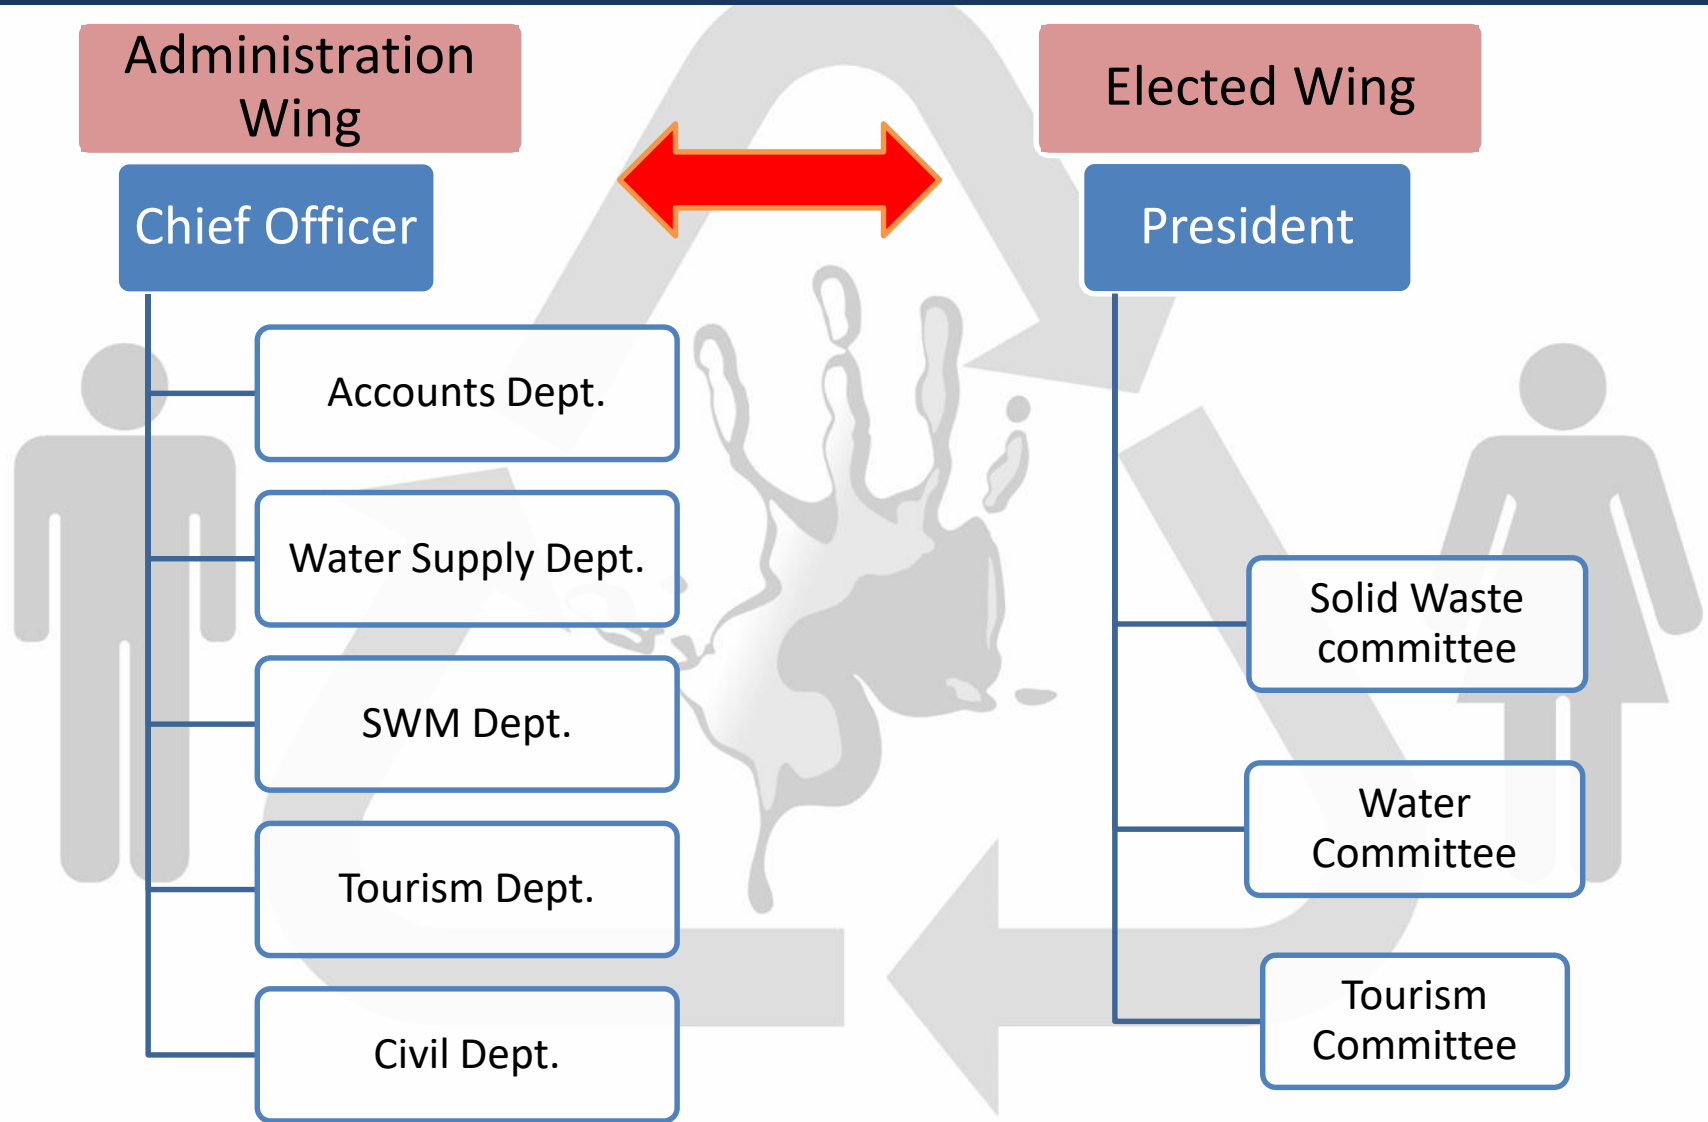 Administration
Wing
Chief Officer
Accounts Dept.
Water Supply Dept.
SWM Dept.
Tourism Dept.
Civil Dept.
Elected Wing
President
Solid Waste
committee
Water
Committee
Tourism
Committee